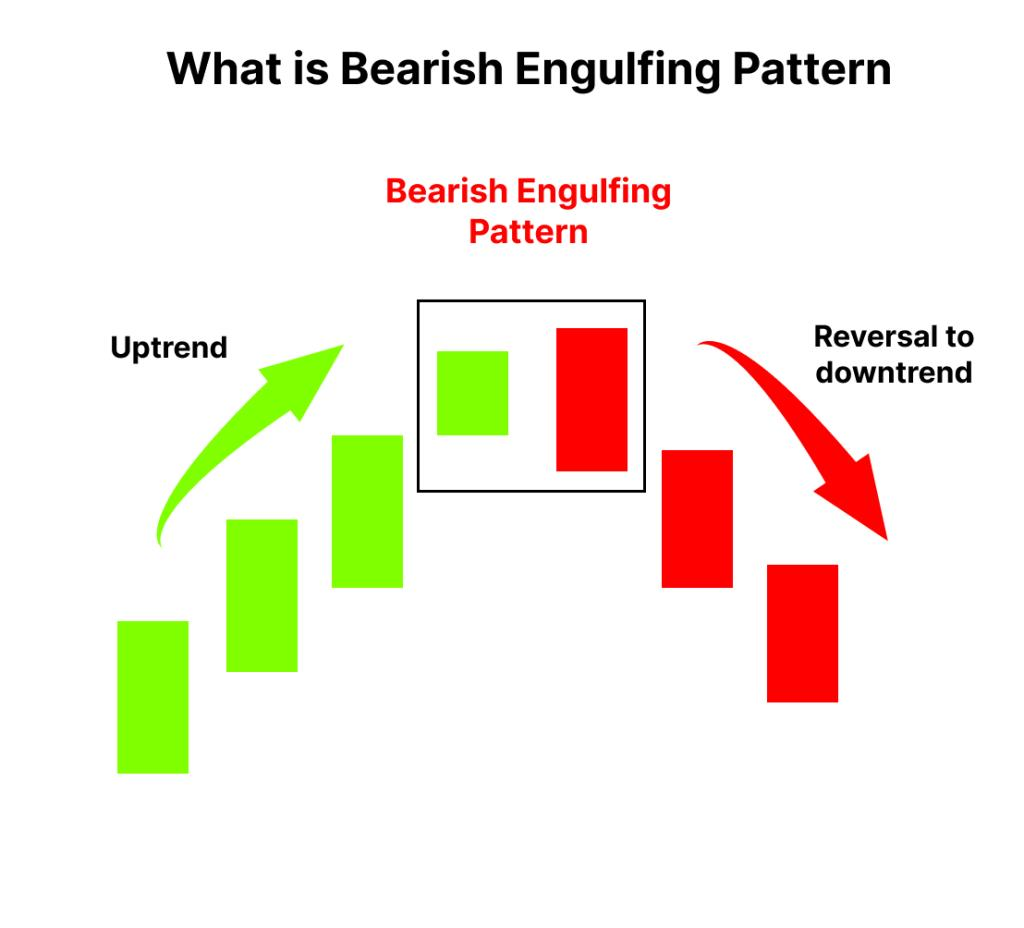 What is Bearish Engulfing Pattern
Bearish Engulfing
Pattern
Uptrend
Reversal to
downtrend